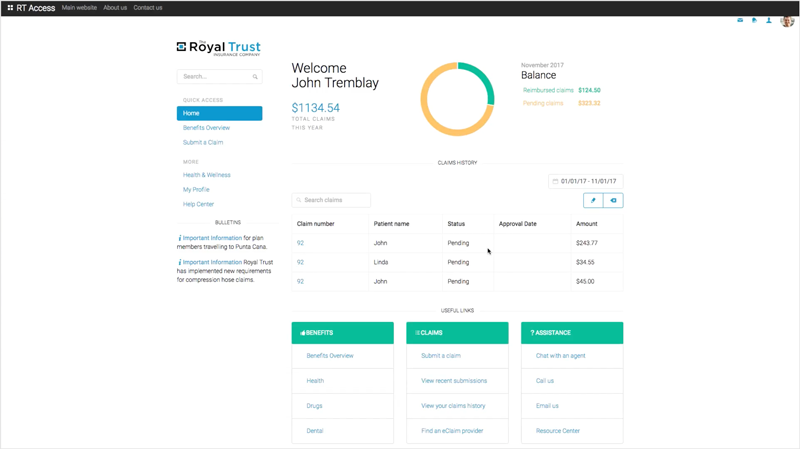 RT Access Main website About us Contact us
The
Royal Trust
INSURANCE COMPANY
Search...
QUICK ACCESS
Home
Benefits Overview
Submit a Claim
MORE
Health & Wellness
My Profile
Help Center
BULLETINS
Important Information for plan
members travelling to Punta Cana.
Important Information Royal Trust
has implemented new requirements
for compression hose claims.
Welcome
John Tremblay
$1134.54
TOTAL CLAIMS
THIS YEAR
November 2017
Balance
Reimbursed claims $124.50
Pending claims $323.32
CLAIMS HISTORY
01/01/17 - 11/01/17
Search claims
Claim number Patient name Status Approval Date Amount
92 John Pending $243.77
92 Linda Pending $34.55
92 John Pending $45.00
USEFUL LINKS
BENEFITS
Benefits Overview
Health
Drugs
Dental
CLAIMS
Submit a claim
View recent submissions
View your claims history
Find an eClaim provider
? ASSISTANCE
Chat with an agent
Call us
Email us
Resource Center